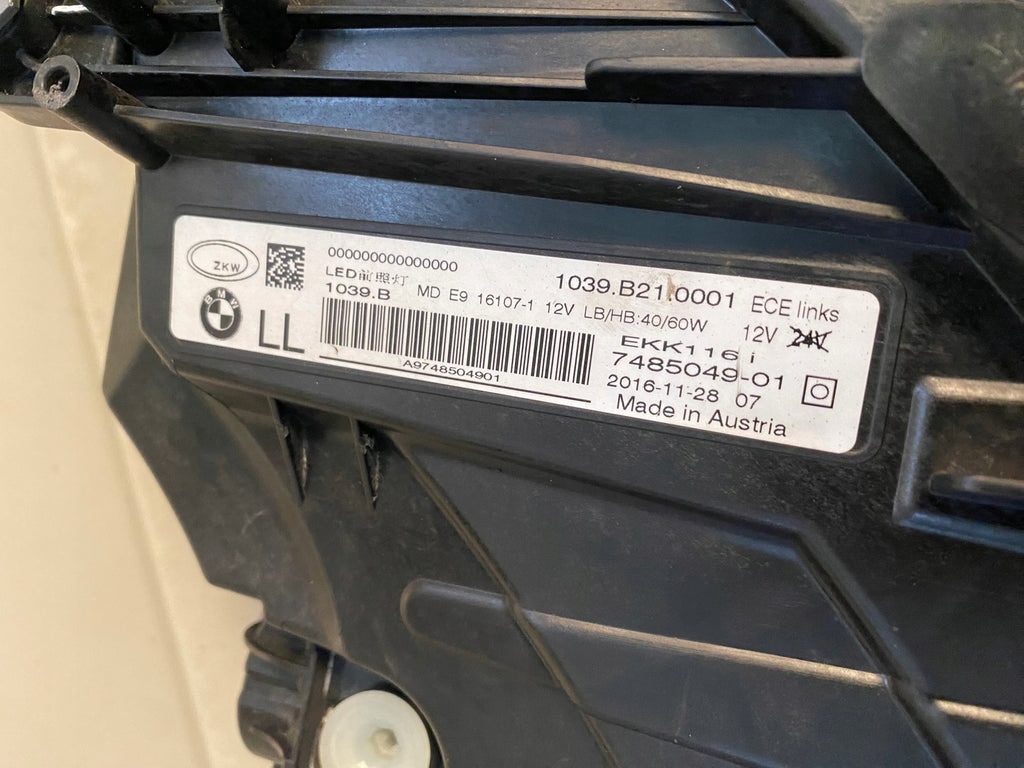 ZKW
BMW
LL
000000000000000
LED前照灯
1039.B MD E9 16107-1 12V LB/HB:40/60W
A9748504901
1039.B21.0001 ECE links
12V 24V
EKK116 i
7485049-01
2016-11-28 07
Made in Austria